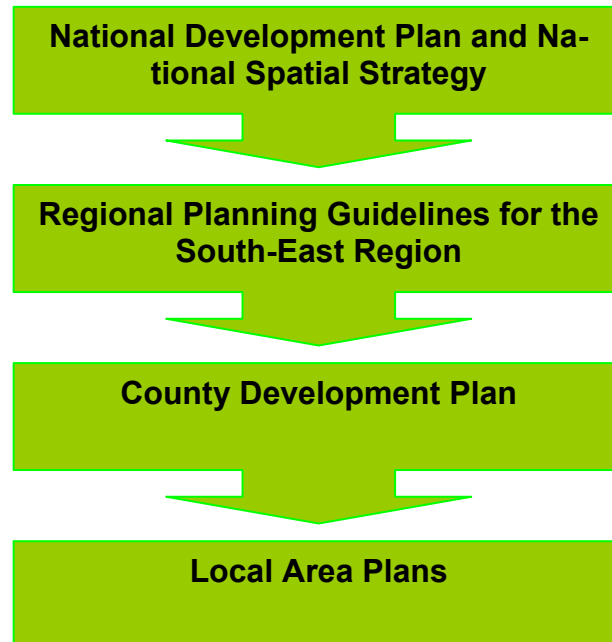 National Development Plan and Na-
tional Spatial Strategy
Regional Planning Guidelines for the
South-East Region
County Development Plan
Local Area Plans